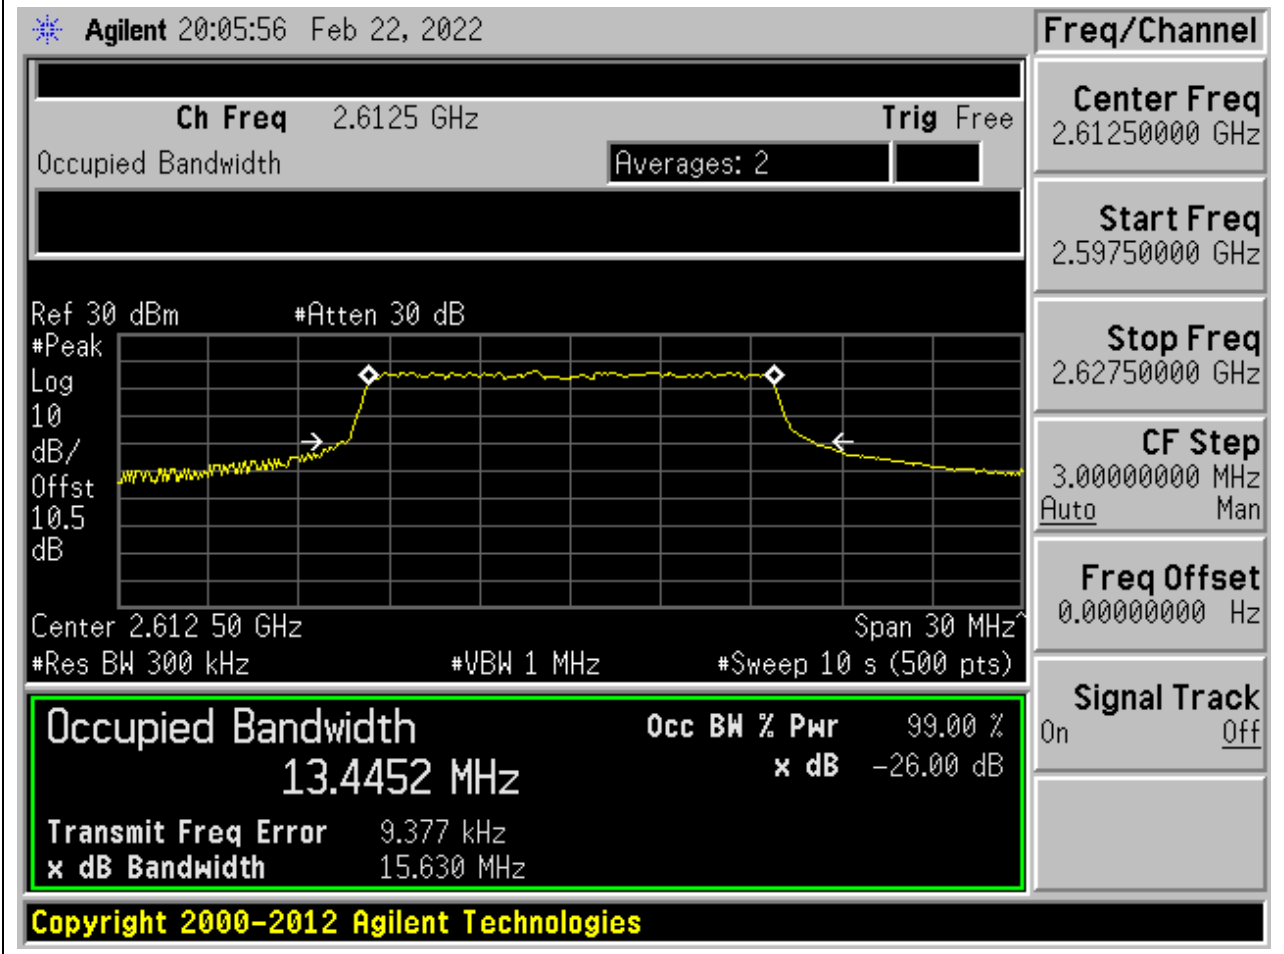 Agilent 20:05:56 Feb 22, 2022
Freq/Channel
Ch Freq 2.6125 GHz
Trig Free
Occupied Bandwidth
Averages: 2
Center Freq
2.61250000 GHz
Start Freq
2.59750000 GHz
Stop Freq
2.62750000 GHz
CF Step
3.00000000 MHz
Auto Man
Freq Offset
0.00000000 Hz
Signal Track
On Off
Ref 30 dBm #Atten 30 dB
#Peak
Log
10
dB/
Offst
10.5
dB
Center 2.612 50 GHz Span 30 MHz^
#Res BW 300 kHz #VBW 1 MHz #Sweep 10 s (500 pts)
Occupied Bandwidth
13.4452 MHz
Occ BW % Pwr 99.00 %
x dB -26.00 dB
Transmit Freq Error 9.377 kHz
x dB Bandwidth 15.630 MHz
Copyright 2000-2012 Agilent Technologies